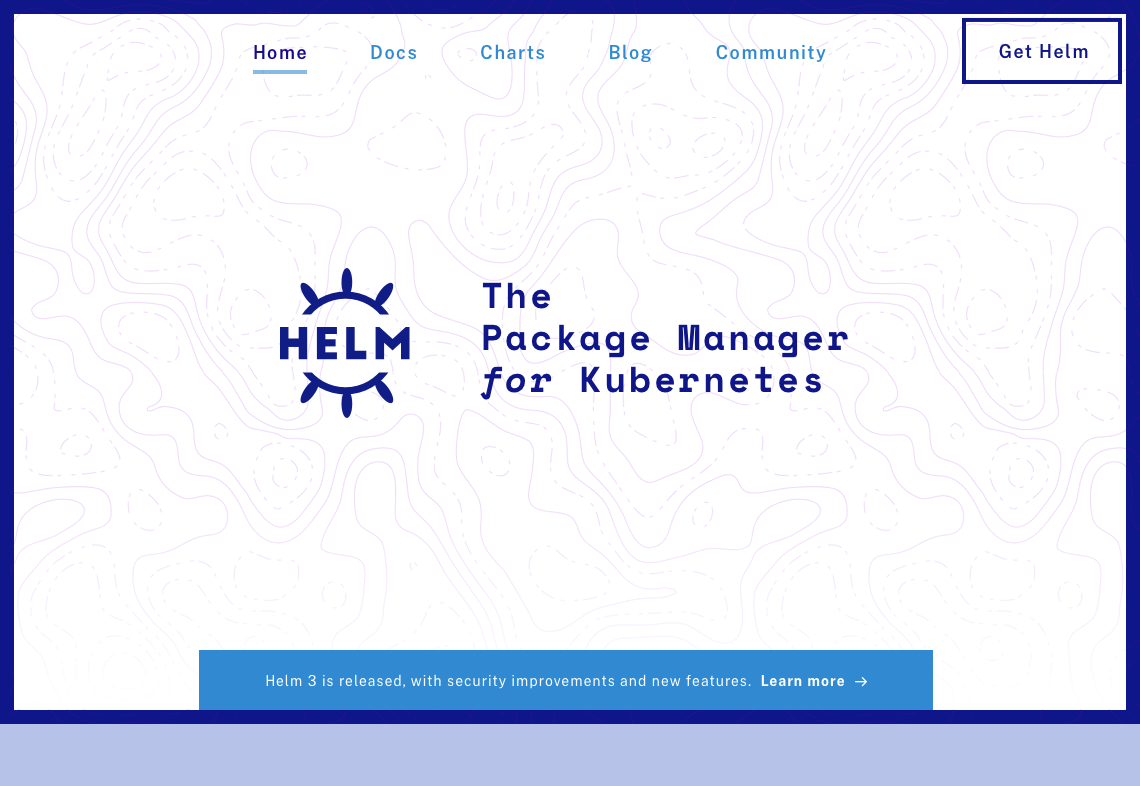 Home Docs Charts Blog Community Get Helm
HELM
The
Package Manager
for Kubernetes
Helm 3 is released, with security improvements and new features. Learn more →